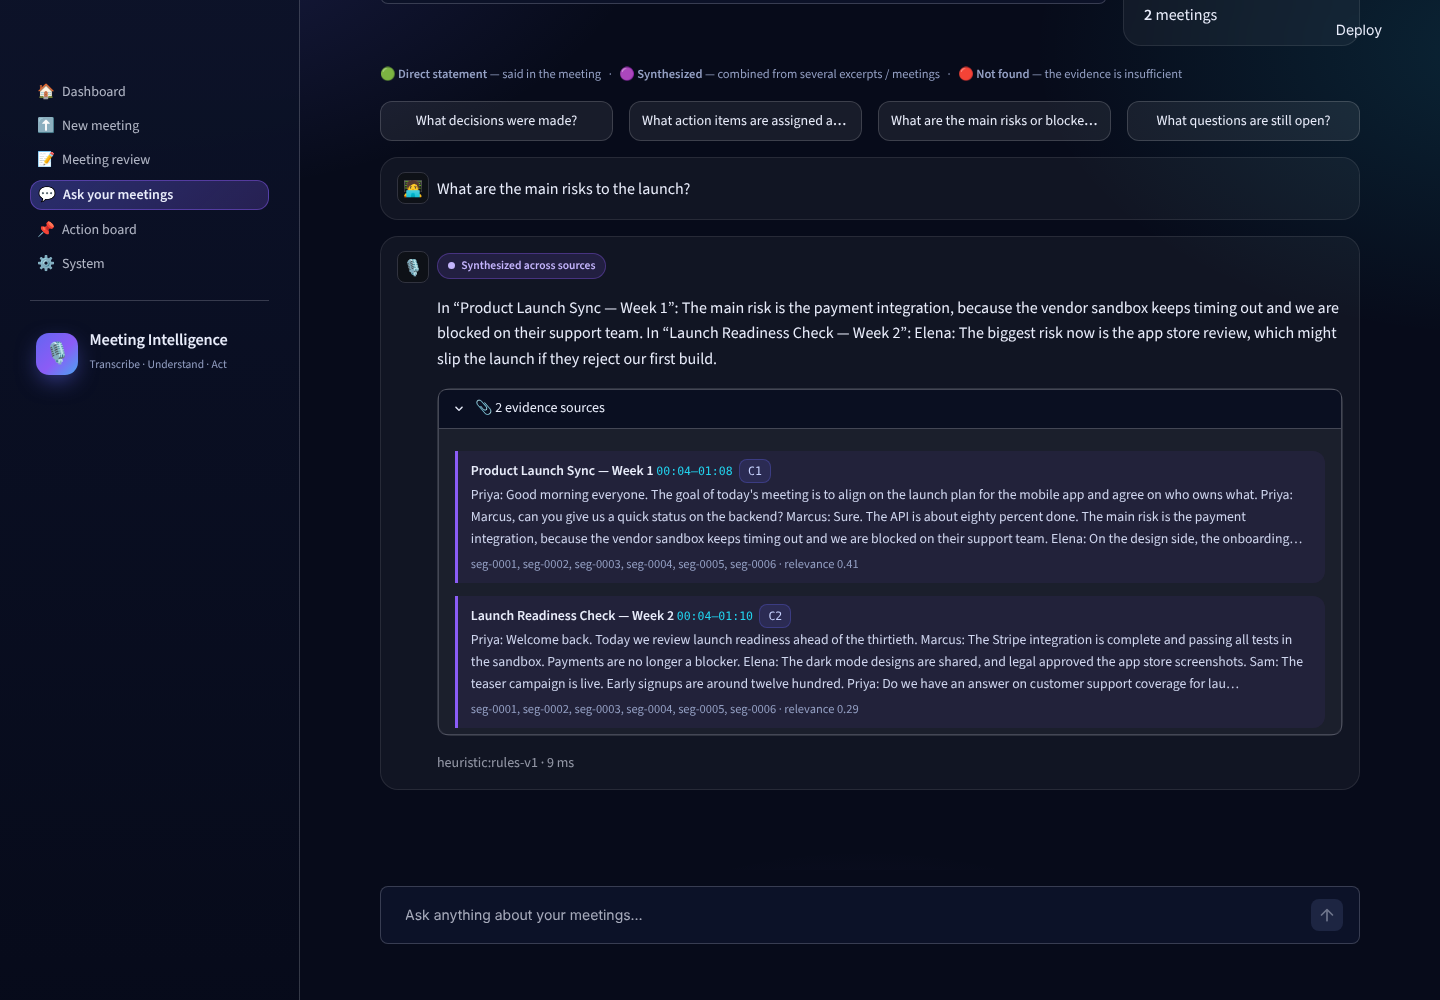 2 meetings
Deploy
Direct statement — said in the meeting · Synthesized — combined from several excerpts / meetings · Not found — the evidence is insufficient
What decisions were made?
What action items are assigned a...
What are the main risks or blocke...
What questions are still open?
Dashboard
New meeting
Meeting review
Ask your meetings
Action board
System
Meeting Intelligence
Transcribe · Understand · Act
What are the main risks to the launch?
Synthesized across sources
In “Product Launch Sync — Week 1”: The main risk is the payment integration, because the vendor sandbox keeps timing out and we are
blocked on their support team. In “Launch Readiness Check — Week 2”: Elena: The biggest risk now is the app store review, which might
slip the launch if they reject our first build.
2 evidence sources
Product Launch Sync — Week 1 00:04–01:08 C1
Priya: Good morning everyone. The goal of today's meeting is to align on the launch plan for the mobile app and agree on who owns what. Priya:
Marcus, can you give us a quick status on the backend? Marcus: Sure. The API is about eighty percent done. The main risk is the payment
integration, because the vendor sandbox keeps timing out and we are blocked on their support team. Elena: On the design side, the onboarding…
seg-0001, seg-0002, seg-0003, seg-0004, seg-0005, seg-0006 · relevance 0.41
Launch Readiness Check — Week 2 00:04–01:10 C2
Priya: Welcome back. Today we review launch readiness ahead of the thirtieth. Marcus: The Stripe integration is complete and passing all tests in
the sandbox. Payments are no longer a blocker. Elena: The dark mode designs are shared, and legal approved the app store screenshots. Sam: The
teaser campaign is live. Early signups are around twelve hundred. Priya: Do we have an answer on customer support coverage for lau…
seg-0001, seg-0002, seg-0003, seg-0004, seg-0005, seg-0006 · relevance 0.29
heuristic:rules-v1 · 9 ms
Ask anything about your meetings...